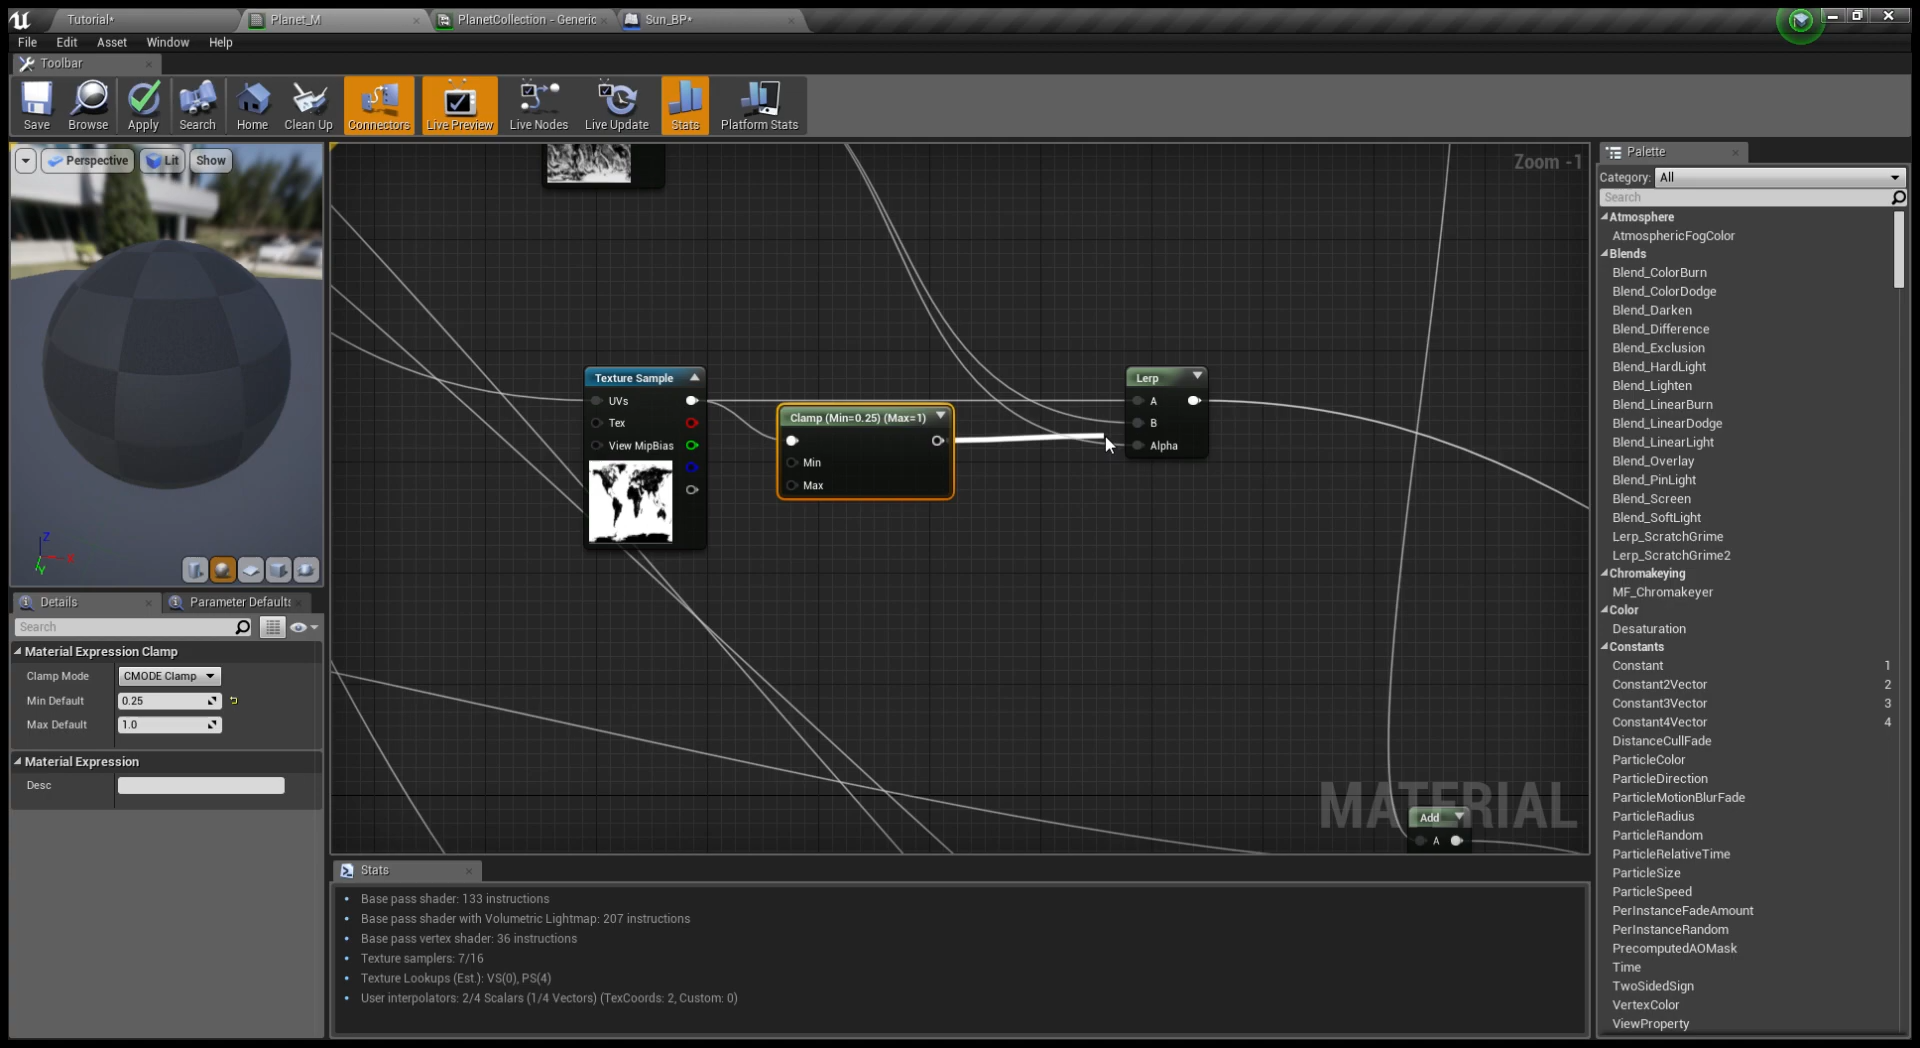 Tutorial*
Planet_M
PlanetCollection - Generic
Sun_BP*
File Edit Asset Window Help
Toolbar
Save
Browse
Apply
Search
Home
Clean Up
Connectors
Live Preview
Live Nodes
Live Update
Stats
Platform Stats
Perspective
Lit
Show
Z
X
Y
Zoom -1
Texture Sample
UVs
Tex
View MipBias
Clamp (Min=0.25) (Max=1)
Min
Max
Lerp
A
B
Alpha
MATERIAL
Add
A
Details
Parameter Defaults
Search
Material Expression Clamp
Clamp Mode CMODE Clamp
Min Default 0.25
Max Default 1.0
Material Expression
Desc
Stats
Base pass shader: 133 instructions
Base pass shader with Volumetric Lightmap: 207 instructions
Base pass vertex shader: 36 instructions
Texture samplers: 7/16
Texture Lookups (Est.): VS(0), PS(4)
User interpolators: 2/4 Scalars (1/4 Vectors) (TexCoords: 2, Custom: 0)
Palette
Category: All
Search
Atmosphere
AtmosphericFogColor
Blends
Blend_ColorBurn
Blend_ColorDodge
Blend_Darken
Blend_Difference
Blend_Exclusion
Blend_HardLight
Blend_Lighten
Blend_LinearBurn
Blend_LinearDodge
Blend_LinearLight
Blend_Overlay
Blend_PinLight
Blend_Screen
Blend_SoftLight
Lerp_ScratchGrime
Lerp_ScratchGrime2
Chromakeying
MF_Chromakeyer
Color
Desaturation
Constants
Constant 1
Constant2Vector 2
Constant3Vector 3
Constant4Vector 4
DistanceCullFade
ParticleColor
ParticleDirection
ParticleMotionBlurFade
ParticleRadius
ParticleRandom
ParticleRelativeTime
ParticleSize
ParticleSpeed
PerInstanceFadeAmount
PerInstanceRandom
PrecomputedAOMask
Time
TwoSidedSign
VertexColor
ViewProperty